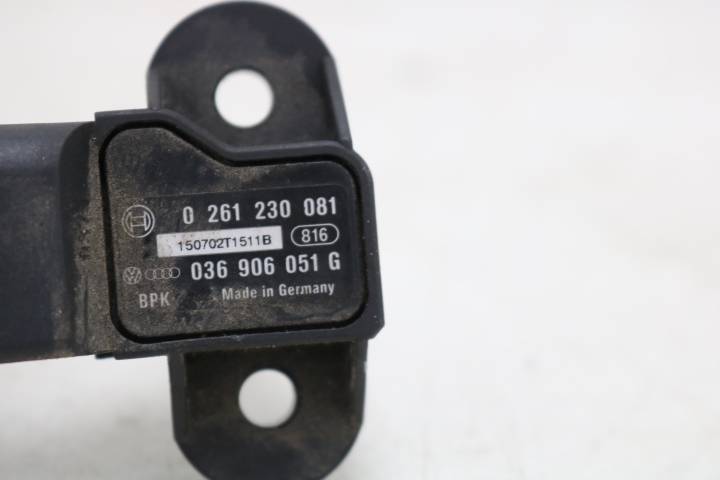 0 261 230 081
150702T1511B 816
036 906 051 G
BPK Made in Germany